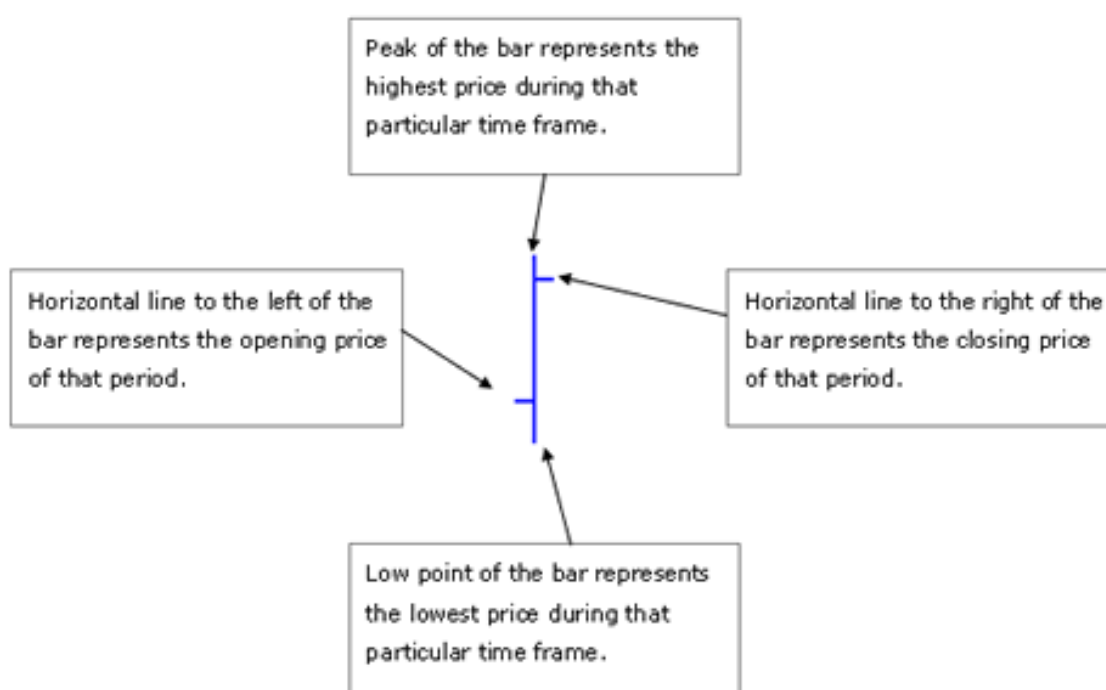 Peak of the bar represents the
highest price during that
particular time frame.
Horizontal line to the left of the
bar represents the opening price
of that period.
Horizontal line to the right of the
bar represents the closing price
of that period.
Low point of the bar represents
the lowest price during that
particular time frame.